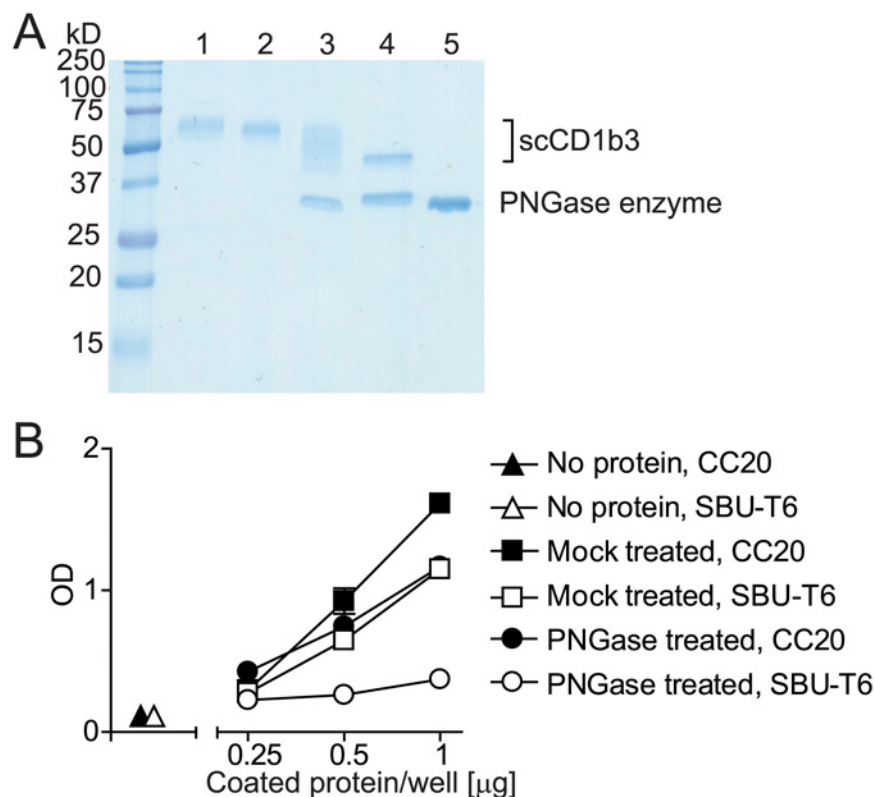 A
kD
1 2 3 4 5
250
100
75
50
37
25
20
15
scCD1b3
PNGase enzyme
B
2
1
0
OD
0.25 0.5 1
Coated protein/well [µg]
No protein, CC20
No protein, SBU-T6
Mock treated, CC20
Mock treated, SBU-T6
PNGase treated, CC20
PNGase treated, SBU-T6